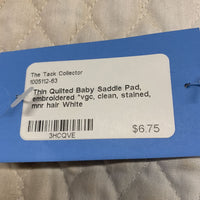 The Tack Collector
1005112-63
Thin Quilted Baby Saddle Pad,
embroidered *vgc, clean, stained,
mnr hair White
$6.75
3HCQVE